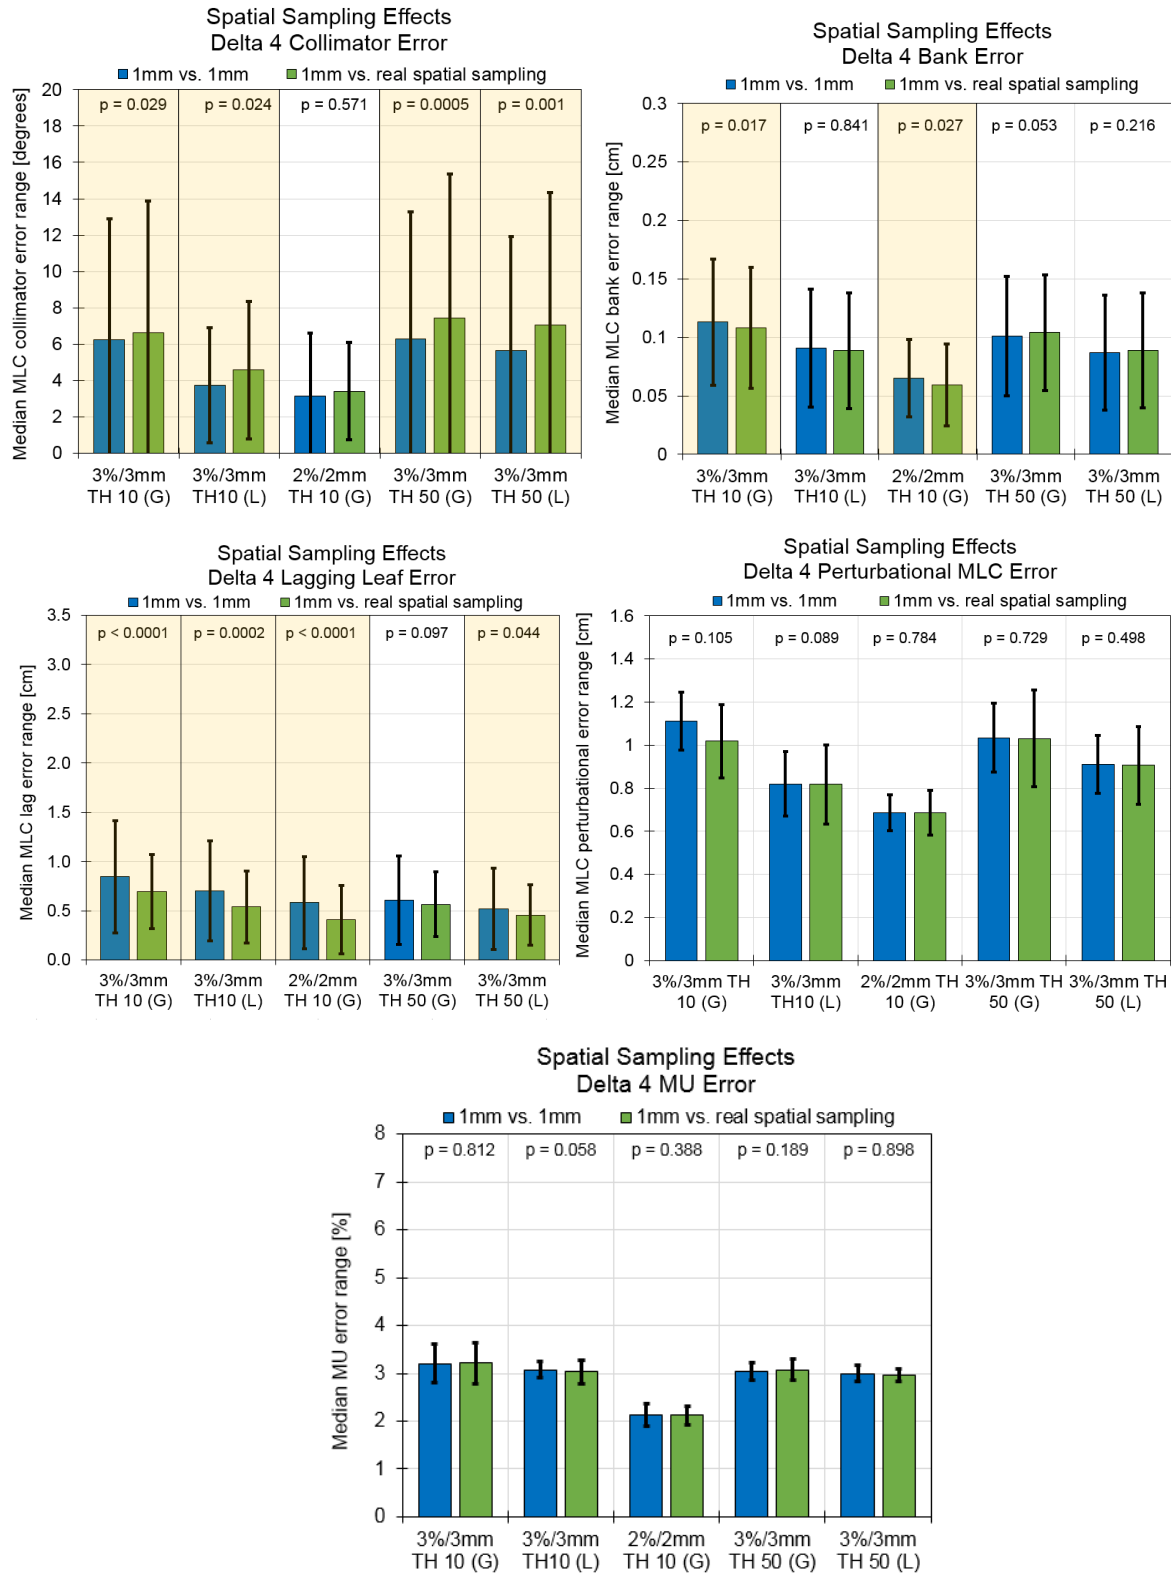 Spatial Sampling Effects
Delta 4 Collimator Error
1mm vs. 1mm 1mm vs. real spatial sampling
Median MLC collimator error range [degrees]
20
18
16
14
12
10
8
6
4
2
0
p = 0.029 p = 0.024 p = 0.571 p = 0.0005 p = 0.001
3%/3mm 3%/3mm 2%/2mm 3%/3mm 3%/3mm
TH 10 (G) TH10 (L) TH 10 (G) TH 50 (G) TH 50 (L)
Spatial Sampling Effects
Delta 4 Bank Error
1mm vs. 1mm 1mm vs. real spatial sampling
Median MLC bank error range [cm]
0.3
0.25
0.2
0.15
0.1
0.05
0
p = 0.017 p = 0.841 p = 0.027 p = 0.053 p = 0.216
3%/3mm 3%/3mm 2%/2mm 3%/3mm 3%/3mm
TH 10 (G) TH10 (L) TH 10 (G) TH 50 (G) TH 50 (L)
Spatial Sampling Effects
Delta 4 Lagging Leaf Error
1mm vs. 1mm 1mm vs. real spatial sampling
Median MLC lag error range [cm]
3.5
3.0
2.5
2.0
1.5
1.0
0.5
0.0
p < 0.0001 p = 0.0002 p < 0.0001 p = 0.097 p = 0.044
3%/3mm 3%/3mm 2%/2mm 3%/3mm 3%/3mm
TH 10 (G) TH10 (L) TH 10 (G) TH 50 (G) TH 50 (L)
Spatial Sampling Effects
Delta 4 Perturbational MLC Error
1mm vs. 1mm 1mm vs. real spatial sampling
Median MLC perturbational error range [cm]
1.6
1.4
1.2
1
0.8
0.6
0.4
0.2
0
p = 0.105 p = 0.089 p = 0.784 p = 0.729 p = 0.498
3%/3mm TH 3%/3mm 2%/2mm TH 3%/3mm TH 3%/3mm TH
10 (G) TH10 (L) 10 (G) 50 (G) 50 (L)
Spatial Sampling Effects
Delta 4 MU Error
1mm vs. 1mm 1mm vs. real spatial sampling
Median MU error range [%]
8
7
6
5
4
3
2
1
0
p = 0.812 p = 0.058 p = 0.388 p = 0.189 p = 0.898
3%/3mm 3%/3mm 2%/2mm 3%/3mm 3%/3mm
TH 10 (G) TH10 (L) TH 10 (G) TH 50 (G) TH 50 (L)